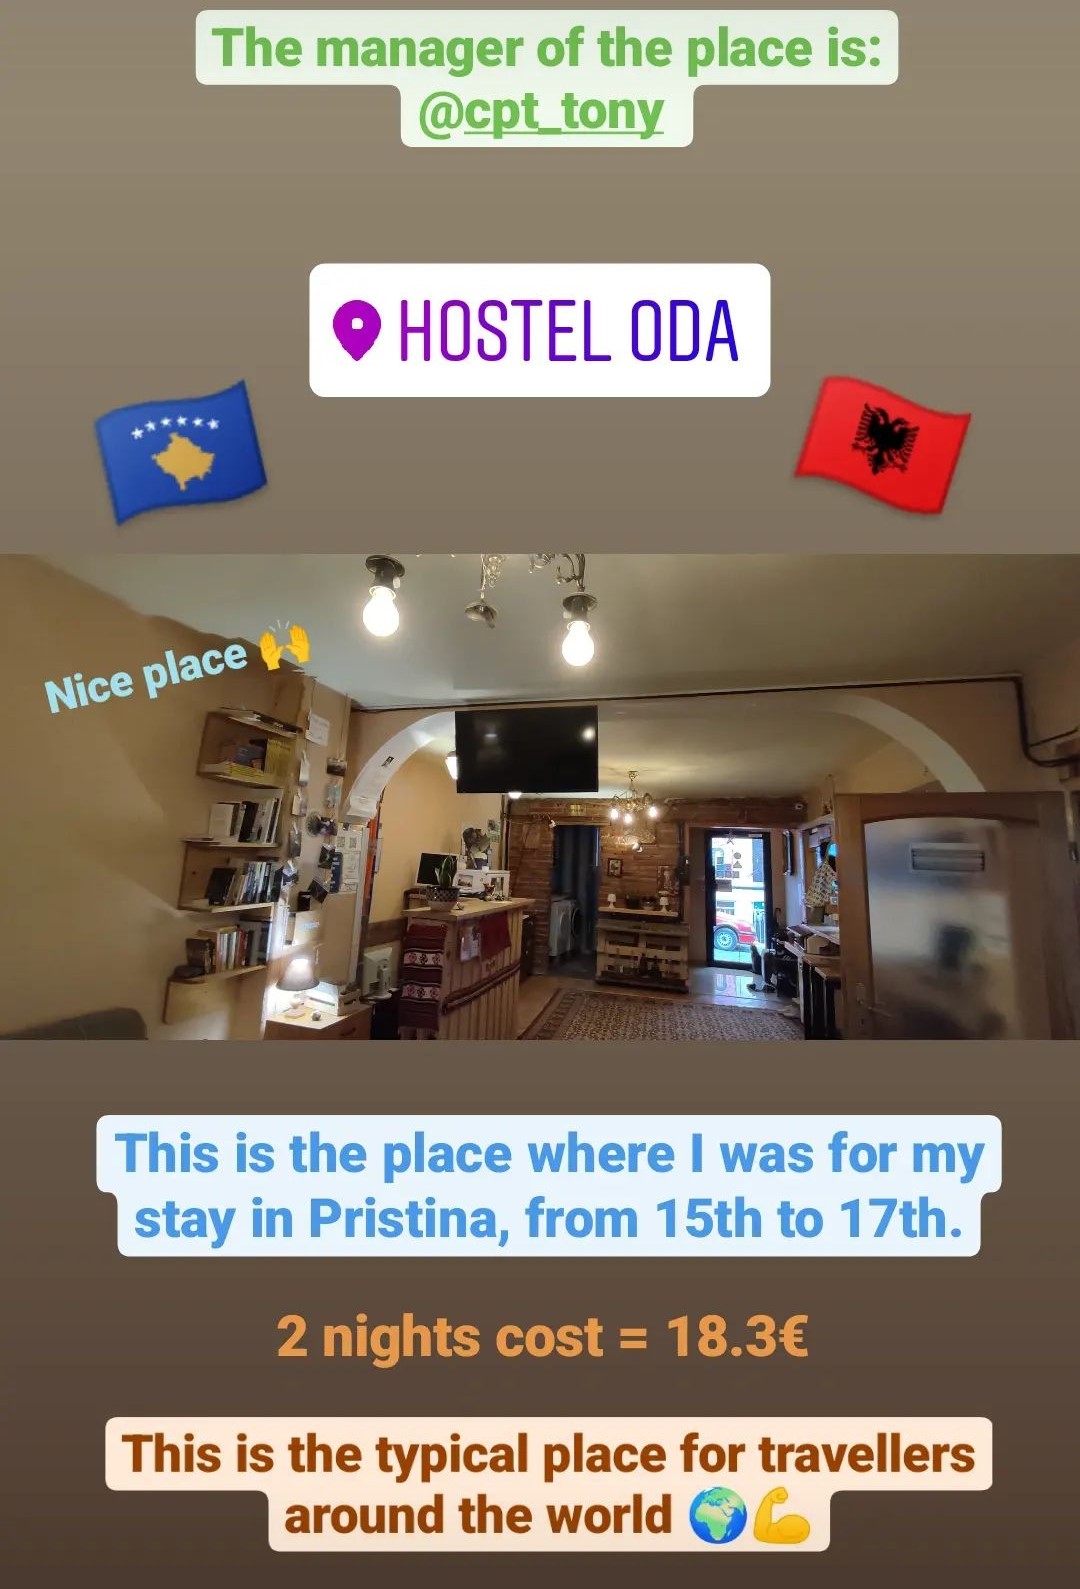 The manager of the place is:
@cpt_tony
HOSTEL ODA
Nice place 🙌
This is the place where I was for my
stay in Pristina, from 15th to 17th.
2 nights cost = 18.3€
This is the typical place for travellers
around the world 🌍💪